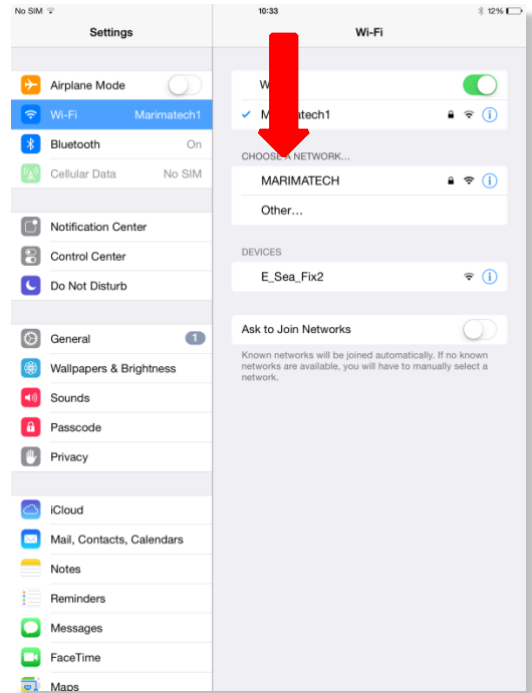 No SIM 10:33 12%
Settings
Wi-Fi
Airplane Mode
Wi-Fi Marimatech1
Bluetooth On
Cellular Data No SIM
Notification Center
Control Center
Do Not Disturb
General 1
Wallpapers & Brightness
Sounds
Passcode
Privacy
iCloud
Mail, Contacts, Calendars
Notes
Reminders
Messages
FaceTime
Maps
atech1
CHOOSE A NETWORK...
MARIMATECH
Other...
DEVICES
E_Sea_Fix2
Ask to Join Networks
Known networks will be joined automatically. If no known
networks are available, you will have to manually select a
network.